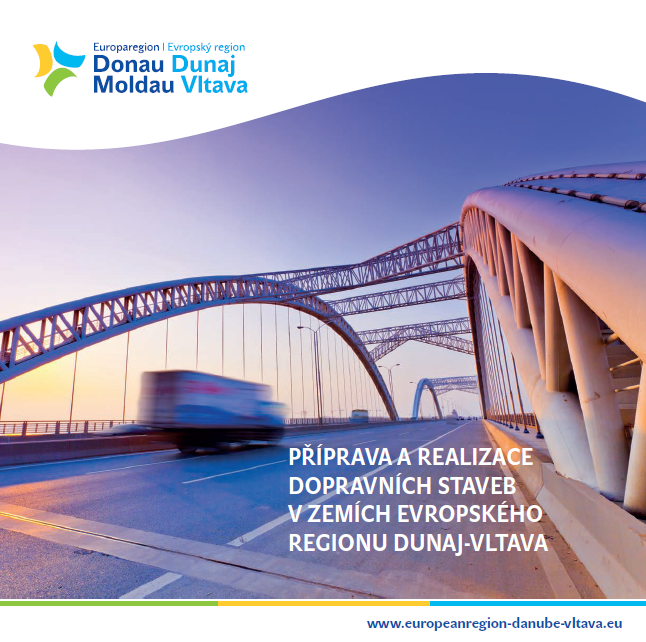 Europaregion | Evropský region
Donau Dunaj
Moldau Vltava
PŘÍPRAVA A REALIZACE
DOPRAVNÍCH STAVEB
V ZEMÍCH EVROPSKÉHO
REGIONU DUNAJ-VLTAVA
www.europeanregion-danube-vltava.eu